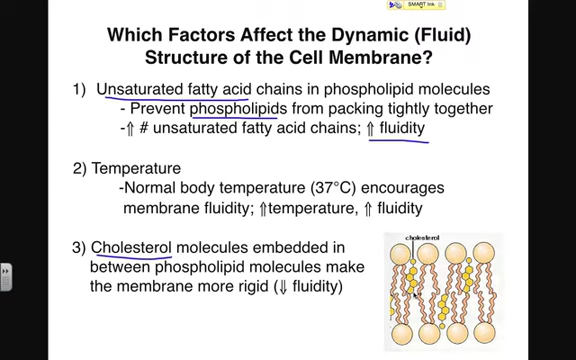 SMART Ink
Which Factors Affect the Dynamic (Fluid)
Structure of the Cell Membrane?
1) Unsaturated fatty acid chains in phospholipid molecules
- Prevent phospholipids from packing tightly together
-⇑ # unsaturated fatty acid chains; ⇑ fluidity
2) Temperature
-Normal body temperature (37°C) encourages
membrane fluidity; ⇑temperature, ⇑ fluidity
3) Cholesterol molecules embedded in
between phospholipid molecules make
the membrane more rigid (⇓ fluidity)
cholesterol